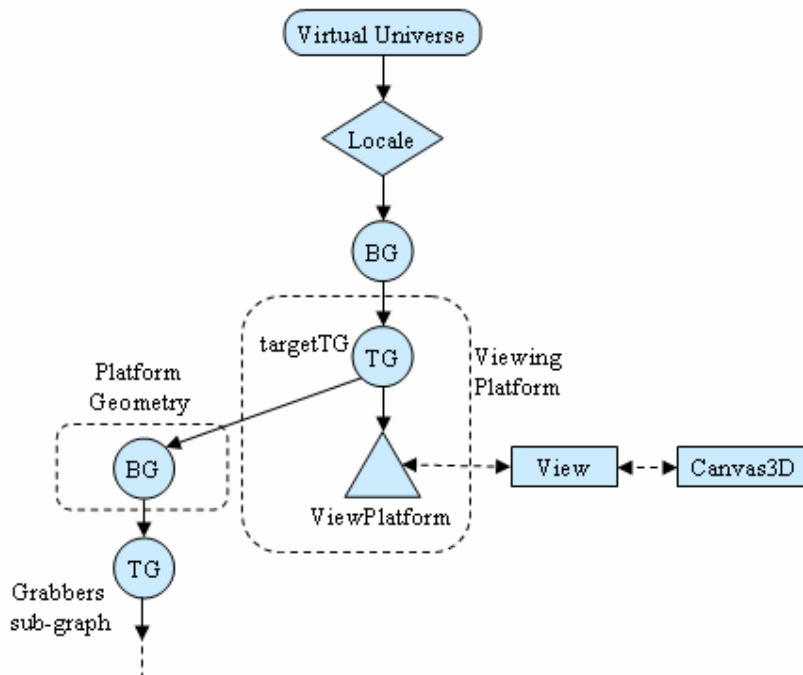 Virtual Universe
Locale
BG
targetTG
TG
Viewing
Platform
Platform
Geometry
BG
View
Canvas3D
ViewPlatform
TG
Grabbers
sub-graph